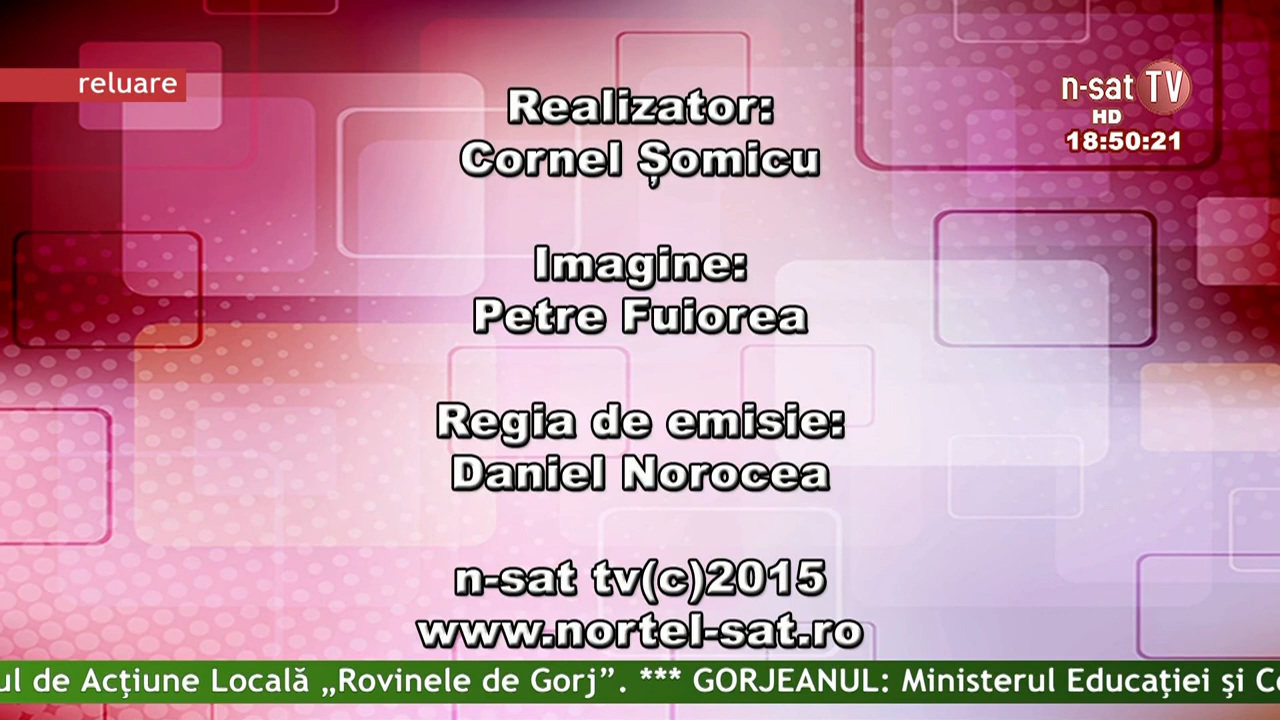 reluare
n-sat TV
HD
18:50:21
Realizator:
Cornel Șomicu
Imagine:
Petre Fuiorea
Regia de emisie:
Daniel Norocea
n-sat tv(c)2015
www.nortel-sat.ro
ul de Acţiune Locală „Rovinele de Gorj”. *** GORJEANUL: Ministerul Educaţiei şi